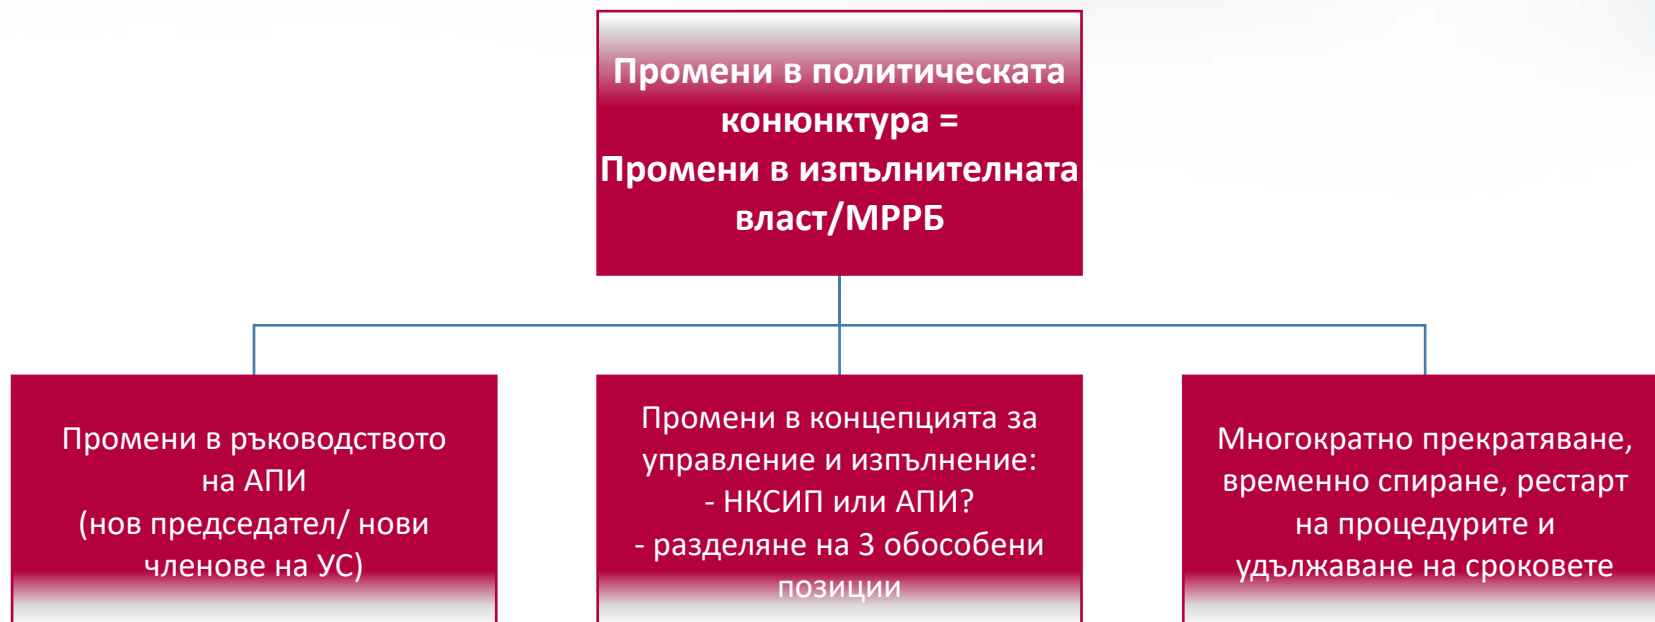 Промени в политическата
конюнктура =
Промени в изпълнителната
власт/МРРБ
Промени в ръководството
на АПИ
(нов председател/ нови
членове на УС)
Промени в концепцията за
управление и изпълнение:
- НКСИП или АПИ?
- разделяне на 3 обособени
позиции
Многократно прекратяване,
временно спиране, рестарт
на процедурите и
удължаване на сроковете